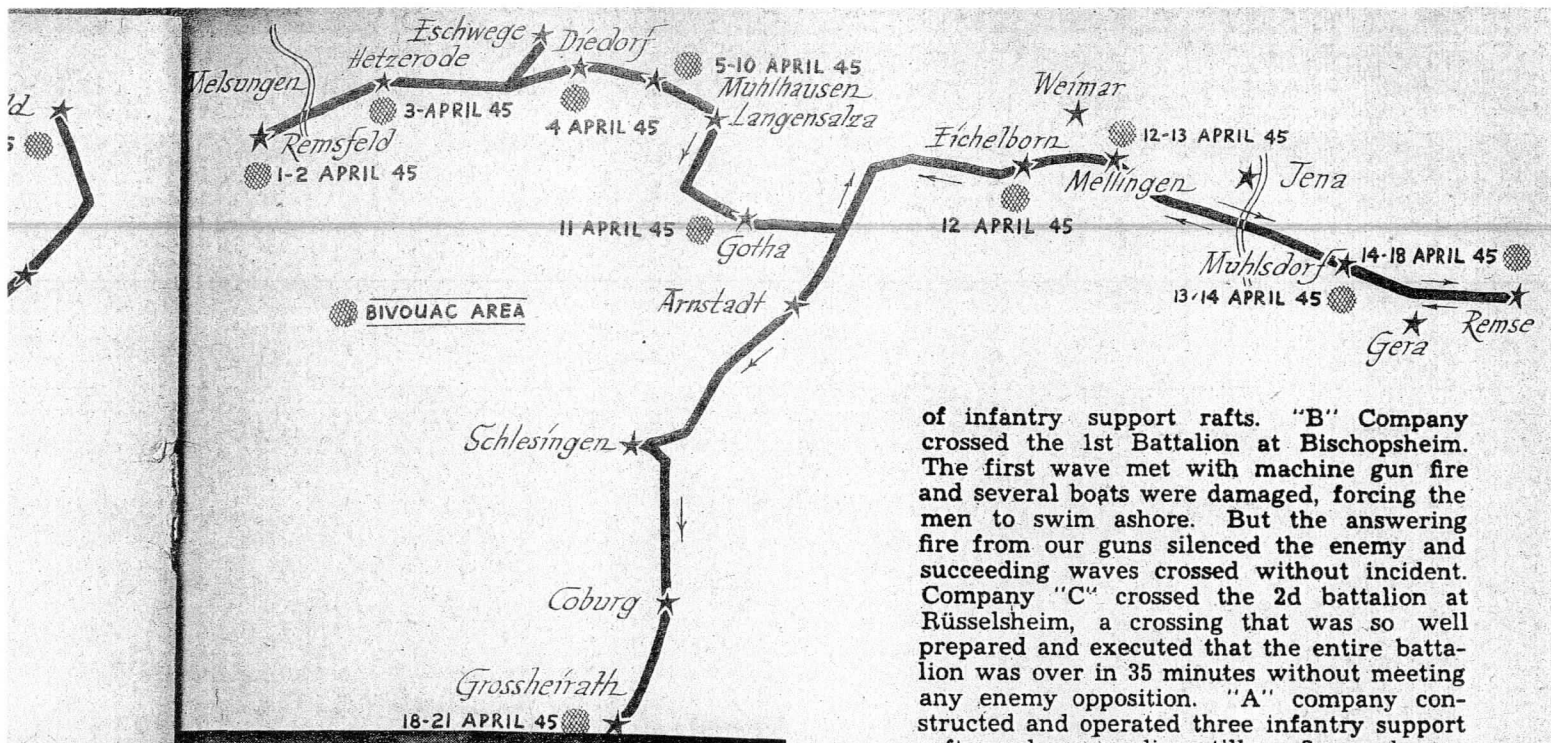 Eschwege
Diedorf
Hetzerode
5-10 APRIL 45
Melsungen
Muhlhausen
Weimar
3-APRIL 45
4 APRIL 45
Langensalza
12-13 APRIL 45
Remsfeld
Eichelborn
1-2 APRIL 45
Mellingen
Jena
12 APRIL 45
11 APRIL 45
Gotha
Muhlsdorf
14-18 APRIL 45
13/14 APRIL 45
BIVOUAC AREA
Arnstadt
Remse
Gera
Schlesingen
Coburg
Grossheirath
18-21 APRIL 45
of infantry support rafts. "B" Company
crossed the 1st Battalion at Bischopsheim.
The first wave met with machine gun fire
and several boats were damaged, forcing the
men to swim ashore. But the answering
fire from our guns silenced the enemy and
succeeding waves crossed without incident.
Company "C" crossed the 2d battalion at
Rüsselsheim, a crossing that was so well
prepared and executed that the entire batta-
lion was over in 35 minutes without meeting
any enemy opposition. "A" company con-
structed and operated three infantry support